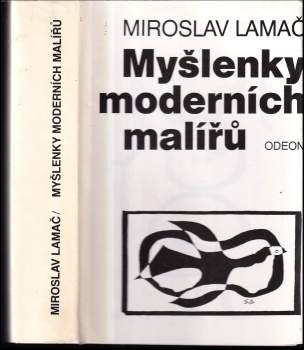 MIROSLAV LAMAČ/ MYŠLENKY MODERNÍCH MALÍŘŮ
MIROSLAV LAMAČ
Myšlenky
moderních
malířů
ODEON